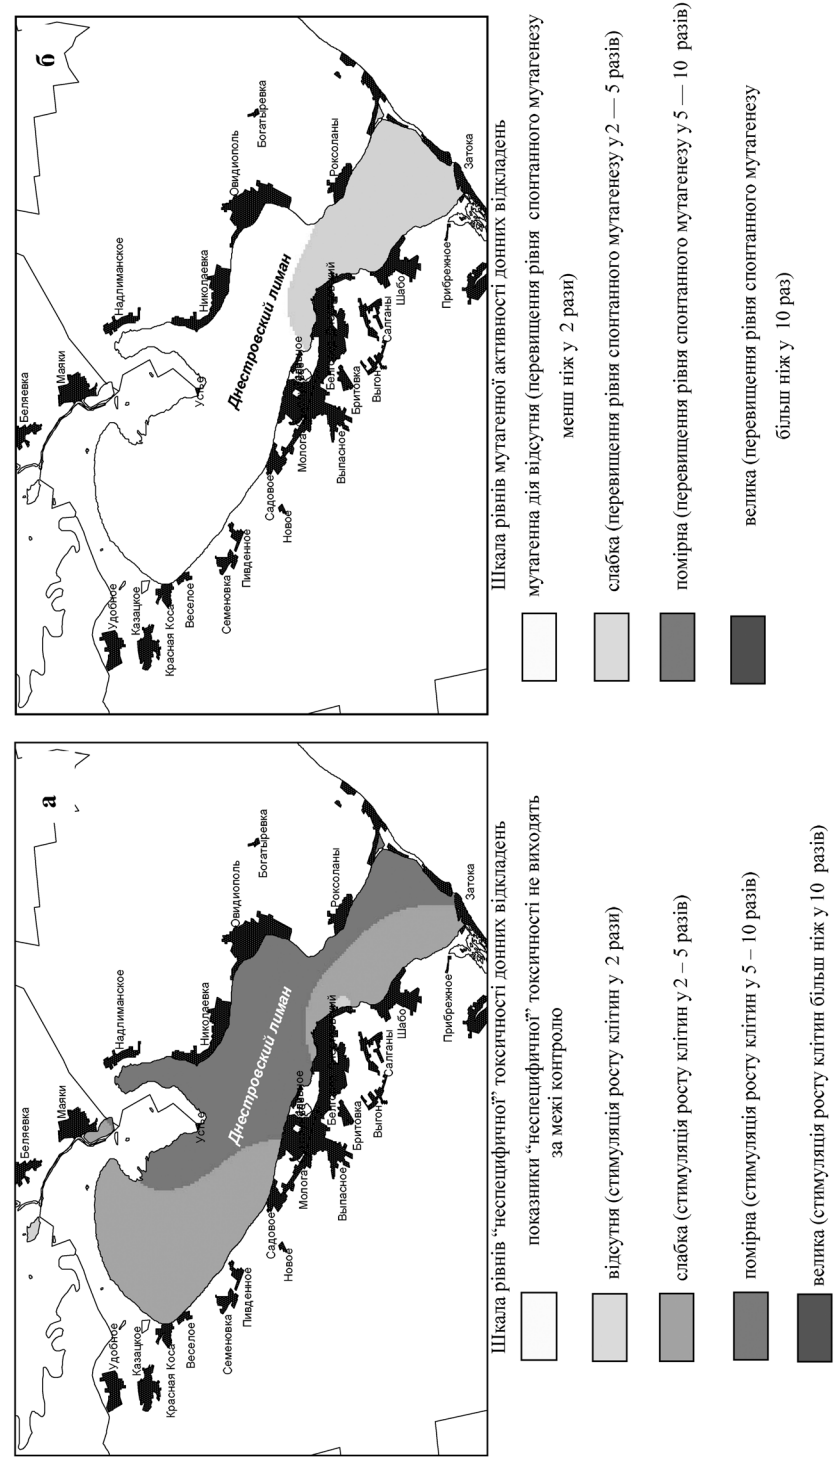 а
Беляевка
Маяки
Надлиманское
Николаевка
Овидиополь
Богатыревка
Роксоланы
Затока
Прибрежное
Шабо
Салганы
Выгон
Бритовка
Выпасное
Молога
Садовое
Новое
Пивденное
Семеновка
Веселое
Красная Коса
Казацкое
Удобное
Днестровский лиман
Шкала рівнів “неспецифичної” токсичності донних відкладень
показники “неспецифичної” токсичності не виходять
за межі контролю
відсутня (стимуляція росту клітин у 2 рази)
слабка (стимуляція росту клітин у 2 – 5 разів)
помірна (стимуляція росту клітин у 5 – 10 разів)
велика (стимуляція росту клітин більш ніж у 10 разів)
б
Беляевка
Маяки
Надлиманское
Николаевка
Овидиополь
Богатыревка
Роксоланы
Затока
Прибрежное
Шабо
Салганы
Выгон
Бритовка
Выпасное
Молога
Садовое
Новое
Пивденное
Семеновка
Веселое
Красная Коса
Казацкое
Удобное
Днестровский лиман
Шкала рівнів мутагенної активності донних відкладень
мутагенна дія відсутня (перевищення рівня спонтанного мутагенезу
менш ніж у 2 рази)
слабка (перевищення рівня спонтанного мутагенезу у 2 — 5 разів)
помірна (перевищення рівня спонтанного мутагенезу у 5 — 10 разів)
велика (перевищення рівня спонтанного мутагенезу
більш ніж у 10 раз)